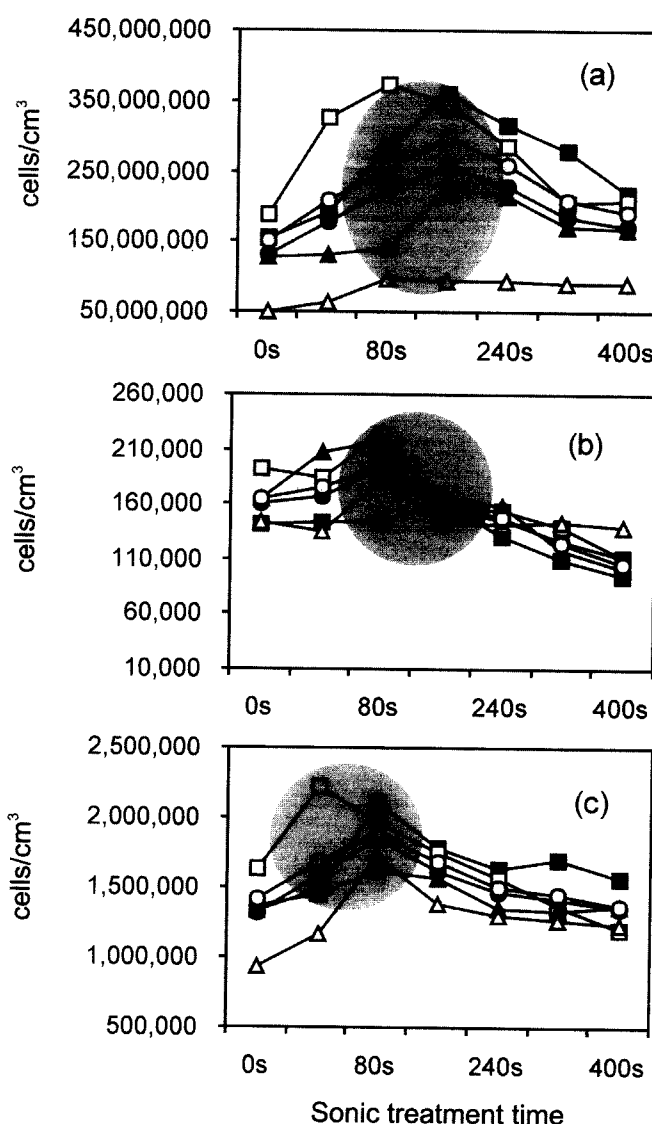 450,000,000
350,000,000
250,000,000
150,000,000
50,000,000
cells/cm³
(a)
0s 80s 240s 400s
260,000
210,000
160,000
110,000
60,000
10,000
cells/cm³
(b)
0s 80s 240s 400s
2,500,000
2,000,000
1,500,000
1,000,000
500,000
cells/cm³
(c)
0s 80s 240s 400s
Sonic treatment time